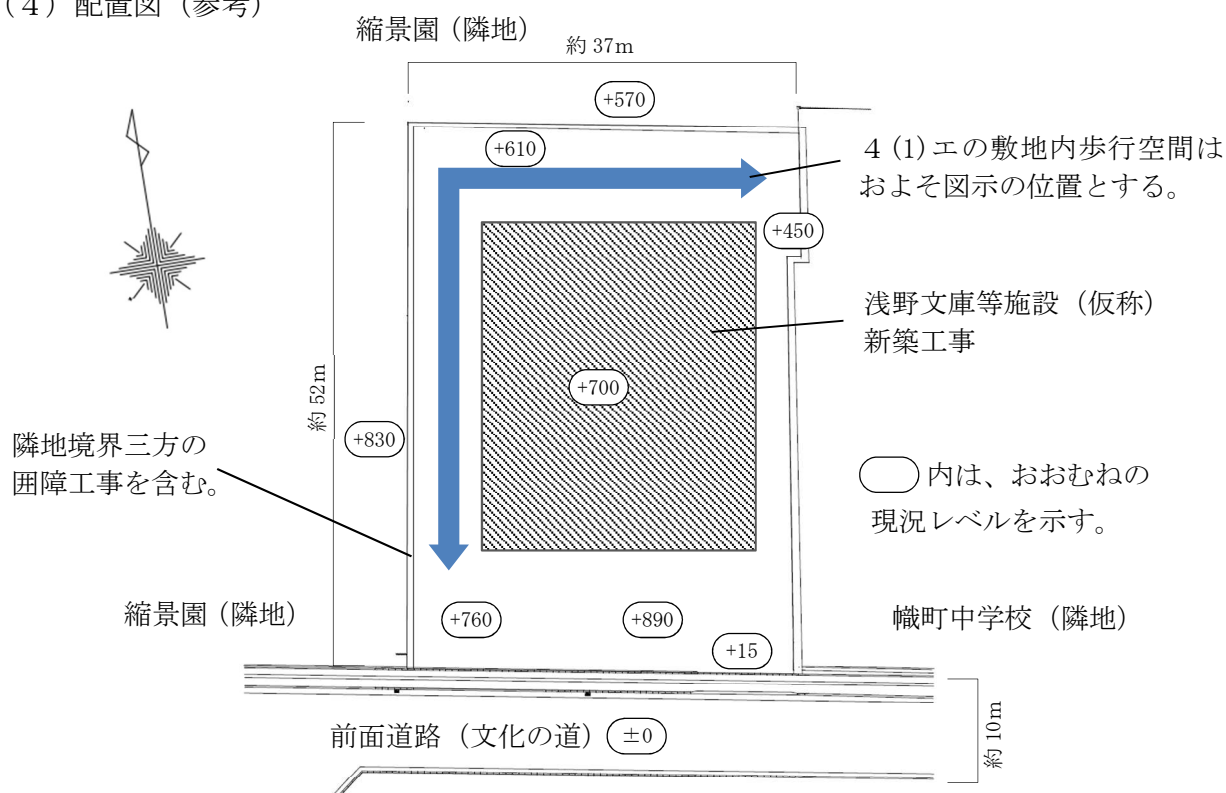 (４) 配置図 (参考)
縮景園 (隣地)
約 37m
+570
+610
４(1)エの敷地内歩行空間は
およそ図示の位置とする。
+450
浅野文庫等施設 (仮称)
新築工事
+700
約 52m
+830
隣地境界三方の
囲障工事を含む。
内は、おおむねの
現況レベルを示す。
縮景園 (隣地)
+760
+890
幟町中学校 (隣地)
+15
前面道路 (文化の道) ±0
約 10m